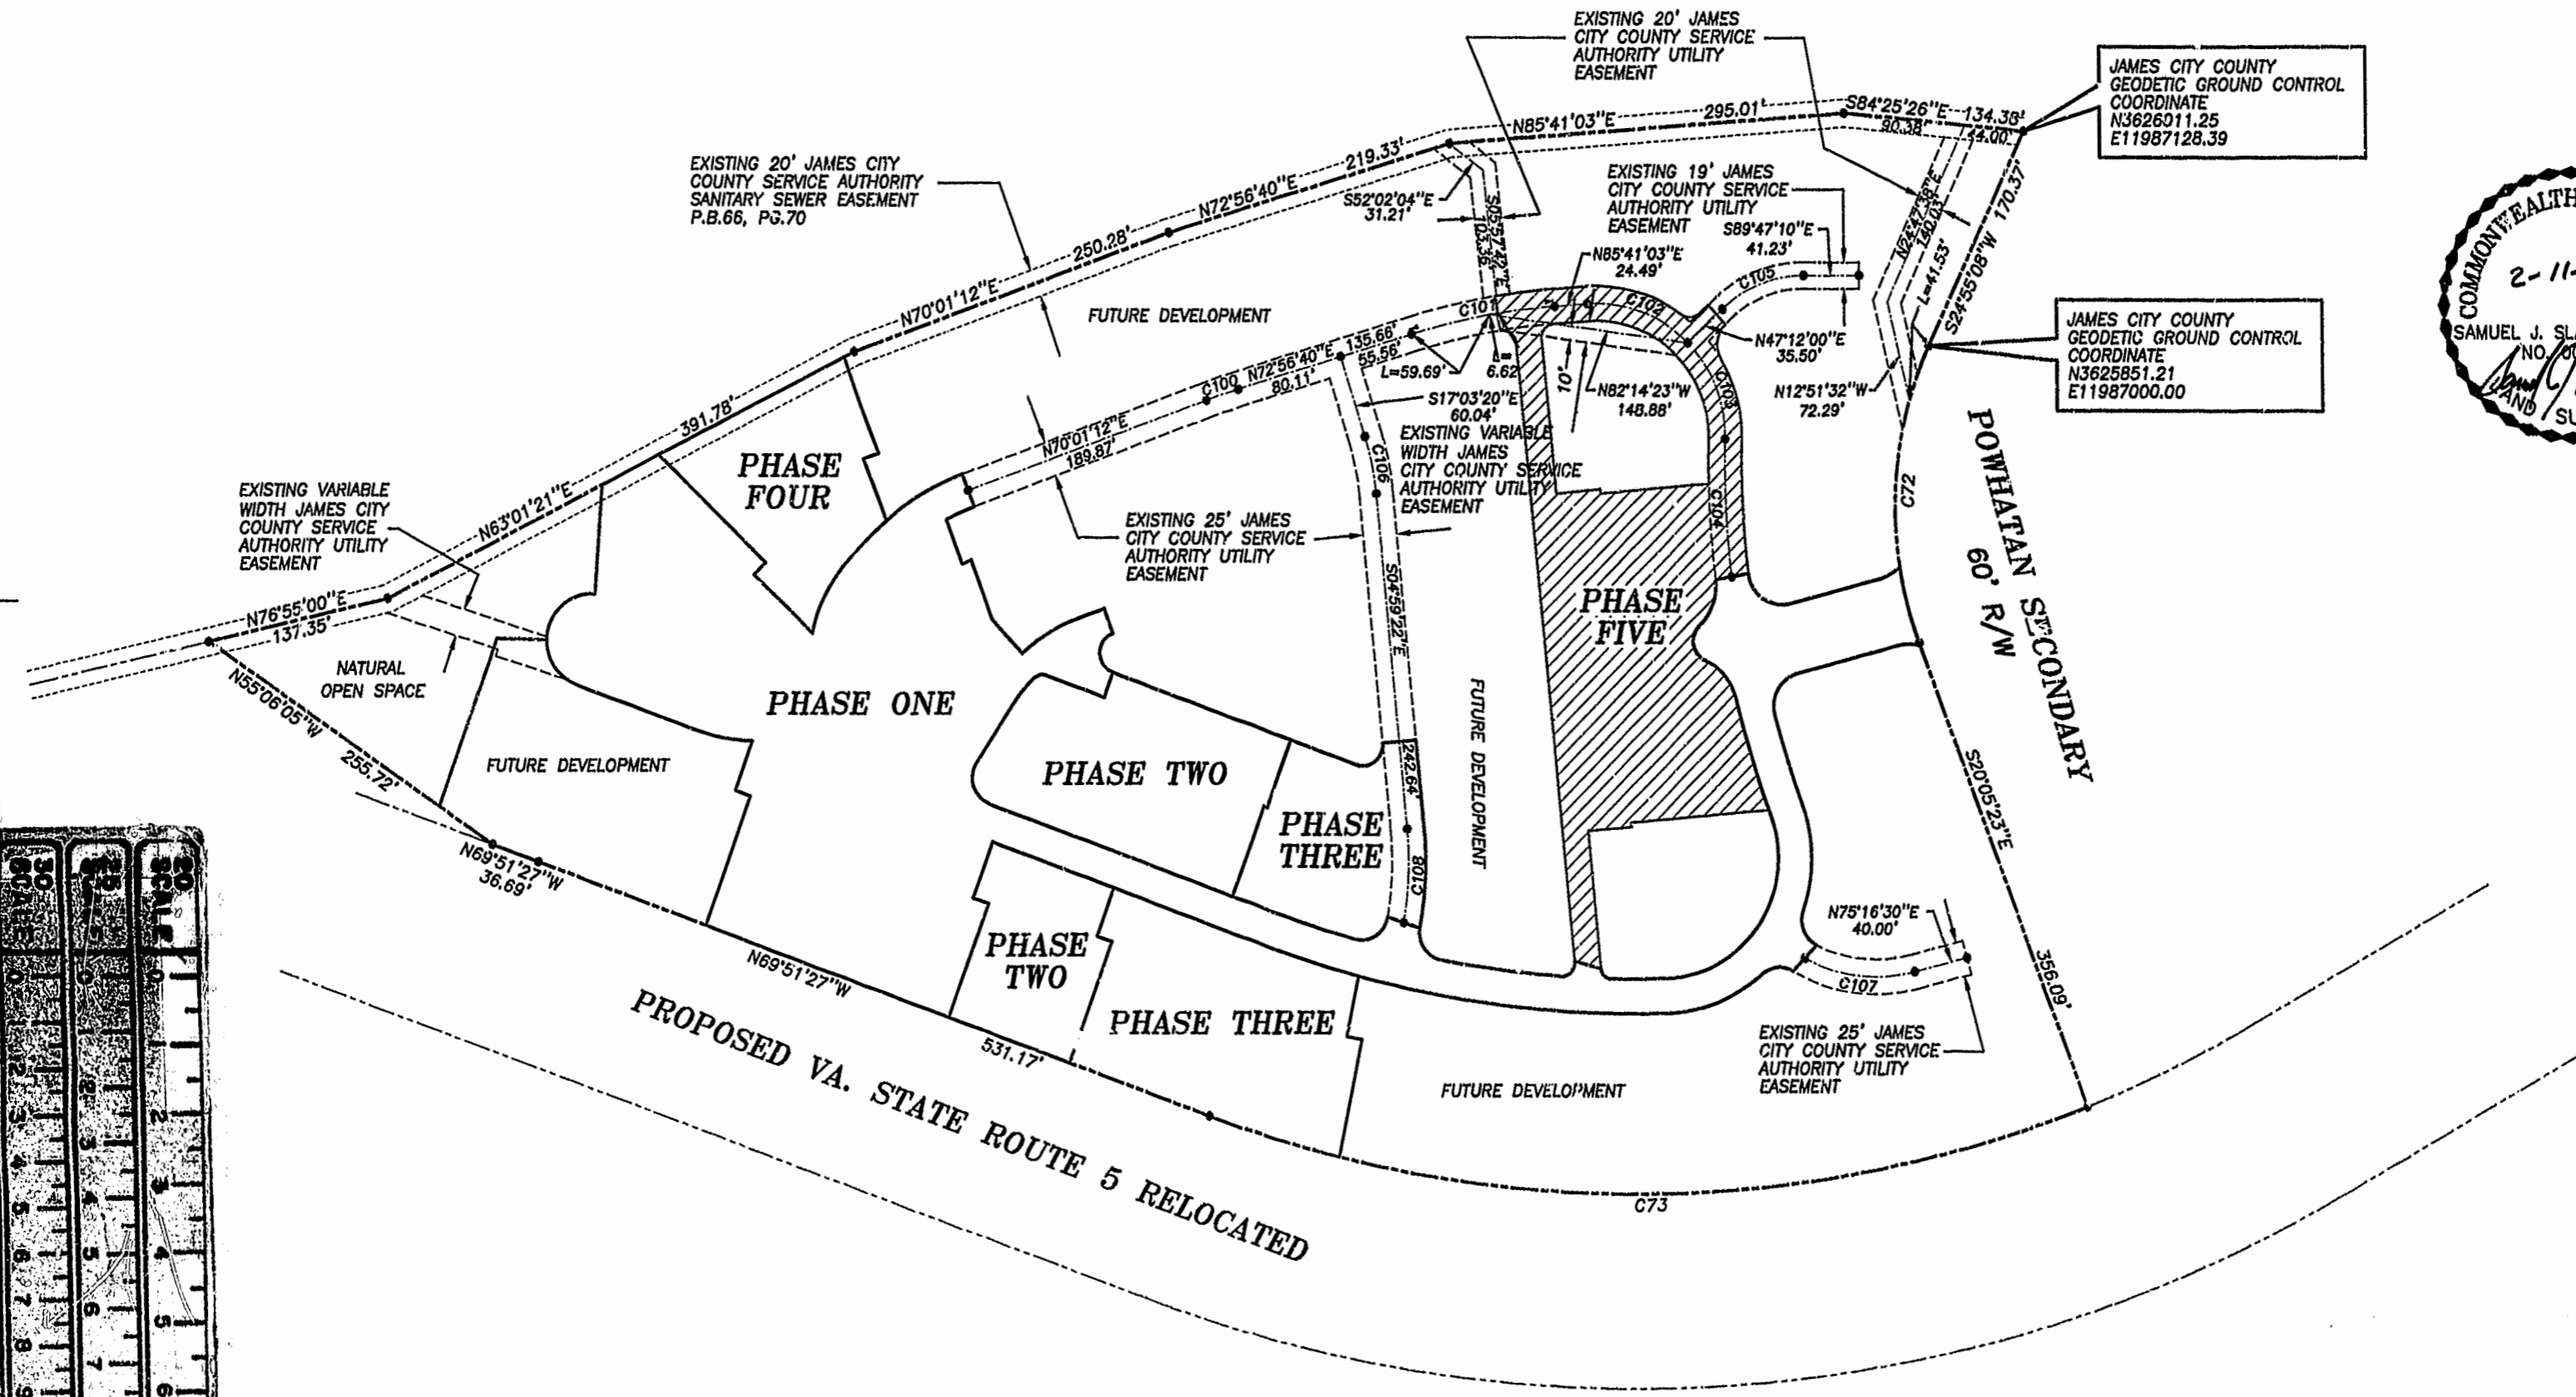 EXISTING 20' JAMES
CITY COUNTY SERVICE
AUTHORITY UTILITY
EASEMENT
JAMES CITY COUNTY
GEODETIC GROUND CONTROL
COORDINATE
N3626011.25
E11987128.39
S84°25'26"E 134.38'
90.38'
44.00'
N85°41'03"E 295.01'
219.33'
N72°56'40"E
250.28'
N70°01'12"E
391.78'
N63°01'21"E
N76°55'00"E
137.35'
EXISTING 20' JAMES CITY
COUNTY SERVICE AUTHORITY
SANITARY SEWER EASEMENT
P.B.66, PG.70
EXISTING 19' JAMES
CITY COUNTY SERVICE
AUTHORITY UTILITY
EASEMENT
S89°47'10"E
41.23'
S52°02'04"E
31.21'
S05°57'42"E
103.36'
N85°41'03"E
24.49'
C105
C102
C101
N24°47'38"E
140.03'
L=41.53'
S24°55'08"W 170.37'
COMMONWEALTH
2-11-
SAMUEL J.
NO.
AND
JAMES CITY COUNTY
GEODETIC GROUND CONTROL
COORDINATE
N3625851.21
E11987000.00
FUTURE DEVELOPMENT
N47°12'00"E
35.50'
N12°51'32"W
72.29'
135.66'
55.56'
L=59.69'
L=
6.62
10'
N82°14'23"W
148.88'
C103
C104
C100
N72°56'40"E
80.11'
S17°03'20"E
60.04'
EXISTING VARIABLE
WIDTH JAMES
CITY COUNTY SERVICE
AUTHORITY UTILITY
EASEMENT
C106
N70°01'12"E
189.87'
PHASE
FOUR
EXISTING VARIABLE
WIDTH JAMES CITY
COUNTY SERVICE
AUTHORITY UTILITY
EASEMENT
EXISTING 25' JAMES
CITY COUNTY SERVICE
AUTHORITY UTILITY
EASEMENT
C72
POWHATAN SECONDARY
60' R/W
S04°59'22"E
242.64'
PHASE
FIVE
NATURAL
OPEN SPACE
N55°06'05"W
255.72'
PHASE ONE
FUTURE DEVELOPMENT
FUTURE DEVELOPMENT
PHASE TWO
PHASE
THREE
C108
S20°05'23"E
356.09'
N69°51'27"W
36.69'
N75°16'30"E
40.00'
C107
PHASE
TWO
N69°51'27"W
531.17'
PHASE THREE
EXISTING 25' JAMES
CITY COUNTY SERVICE
AUTHORITY UTILITY
EASEMENT
FUTURE DEVELOPMENT
PROPOSED VA. STATE ROUTE 5 RELOCATED
C73